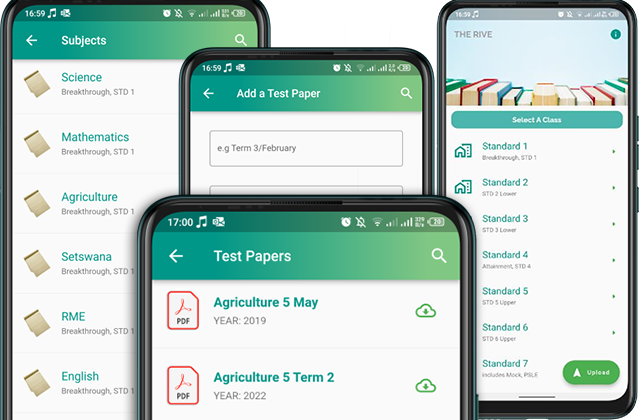 16:59
Subjects
Science
Breakthrough, STD 1
Mathematics
Breakthrough, STD 1
Agriculture
Breakthrough, STD 1
Setswana
Breakthrough, STD 1
RME
Breakthrough, STD 1
English
Breakthrough, STD 1
16:59
Add a Test Paper
e.g Term 3/February
17:00
Test Papers
PDF
Agriculture 5 May
YEAR: 2019
PDF
Agriculture 5 Term 2
YEAR: 2022
16:59
THE RIVE
Select A Class
Standard 1
Breakthrough, STD 1
Standard 2
STD 2 Lower
Standard 3
STD 3 Lower
Standard 4
Attainment, STD 4
Standard 5
STD 5 Upper
Standard 6
STD 6 Upper
Standard 7
includes Mock, PSLE
Upload